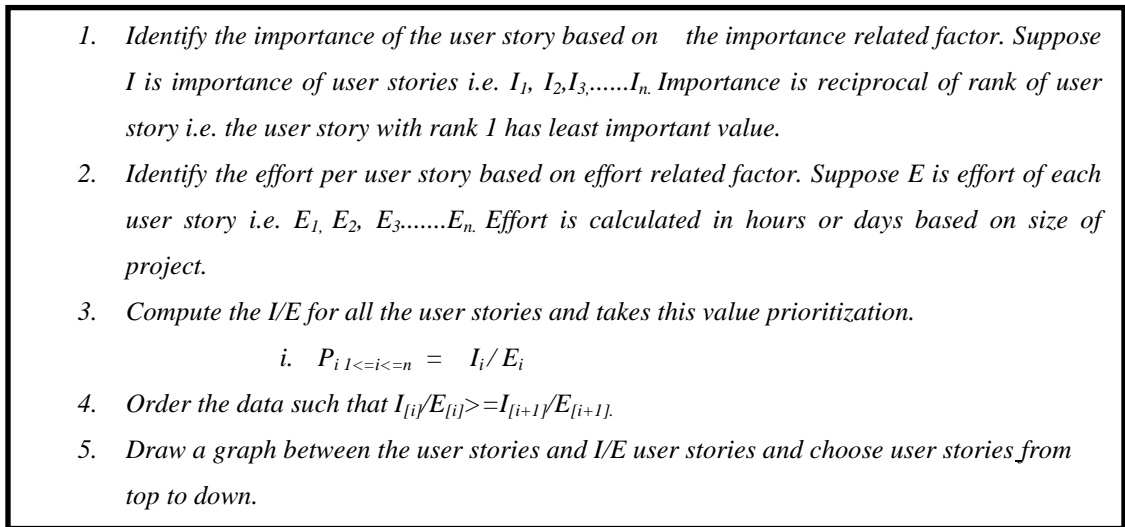 1. Identify the importance of the user story based on the importance related factor. Suppose
I is importance of user stories i.e. I1, I2,I3,......In. Importance is reciprocal of rank of user
story i.e. the user story with rank 1 has least important value.
2. Identify the effort per user story based on effort related factor. Suppose E is effort of each
user story i.e. E1, E2, E3.......En. Effort is calculated in hours or days based on size of
project.
3. Compute the I/E for all the user stories and takes this value prioritization.
i. Pi 1<=i<=n = Ii / Ei
4. Order the data such that I[i]/E[i]>=I[i+1]/E[i+1].
5. Draw a graph between the user stories and I/E user stories and choose user stories from
top to down.